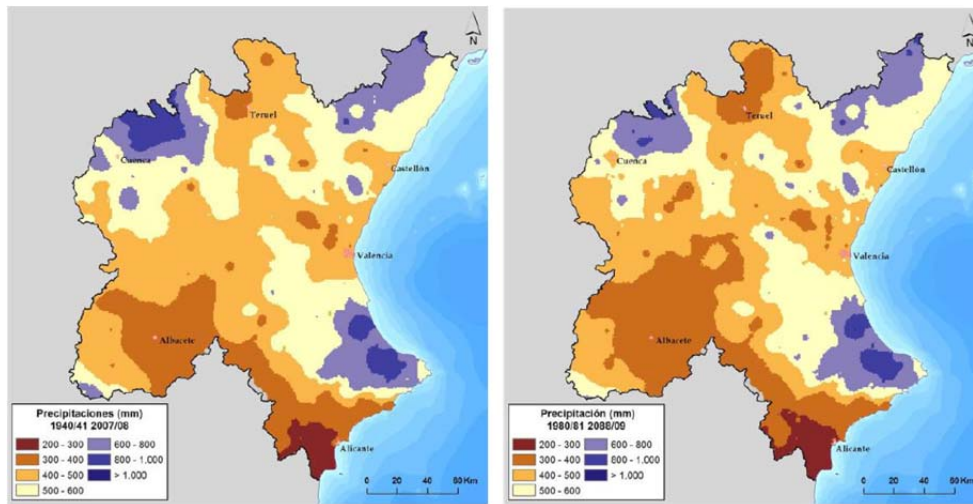 N
Teruel
Cuenca
Castellón
Valencia
Albacete
Alicante
Precipitaciones (mm)
1940/41 2007/08
200 - 300
600 - 800
300 - 400
800 - 1.000
400 - 500
> 1.000
500 - 600
0 10 20 40 60 Km
N
Teruel
Cuenca
Castellón
Valencia
Albacete
Alicante
Precipitación (mm)
1980/81 2088/09
200 - 300
600 - 800
300 - 400
800 - 1.000
400 - 500
> 1.000
500 - 600
0 10 20 40 60 Km